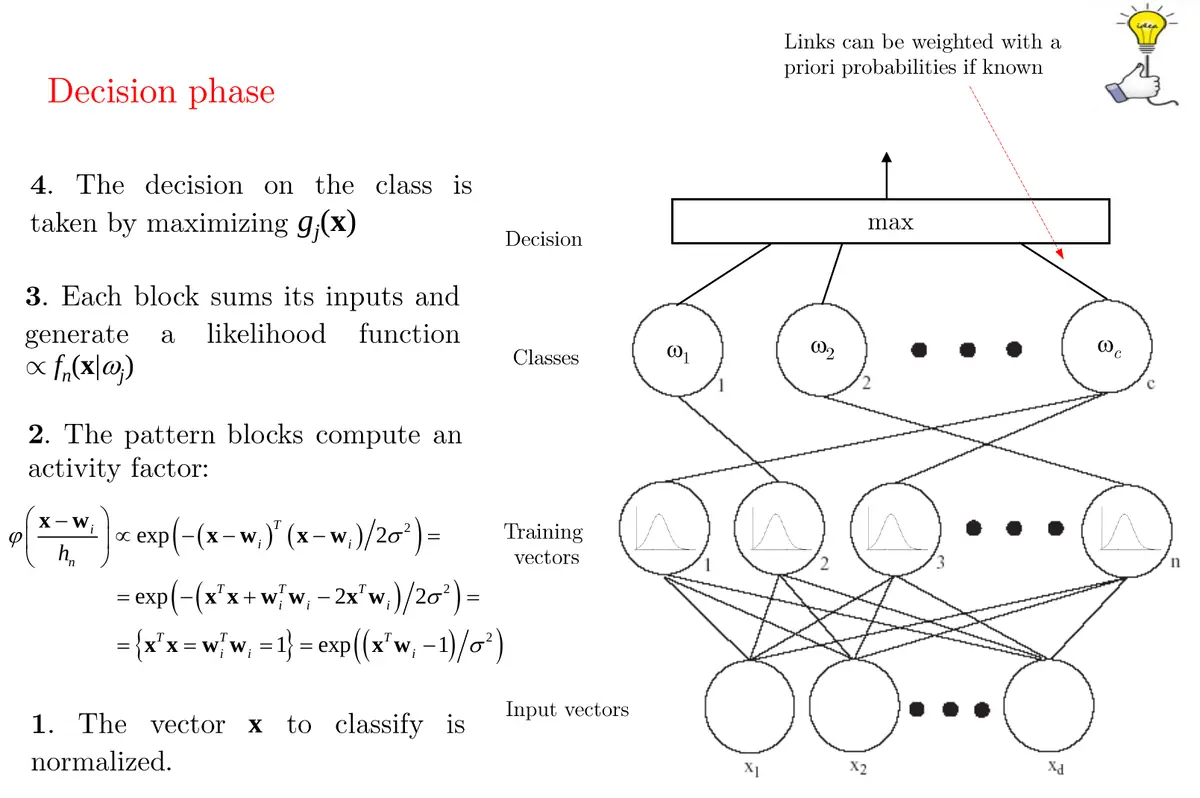 Links can be weighted with a
priori probabilities if known
idea
Decision phase
4. The decision on the class is
taken by maximizing gⱼ(x)
3. Each block sums its inputs and
generate a likelihood function
∝ fₙ(x|ωⱼ)
2. The pattern blocks compute an
activity factor:
φ((x − wᵢ)/hₙ) ∝ exp(−(x − wᵢ)ᵀ(x − wᵢ)/2σ²) =
= exp(−(xᵀx + wᵢᵀwᵢ − 2xᵀwᵢ)/2σ²) =
= {xᵀx = wᵢᵀwᵢ = 1} = exp((xᵀwᵢ − 1)/σ²)
1. The vector x to classify is
normalized.
max
Decision
ω₁ ω₂ ω_c
Classes
1 2 c
Training
vectors
1 2 3 n
Input vectors
x₁ x₂ x_d